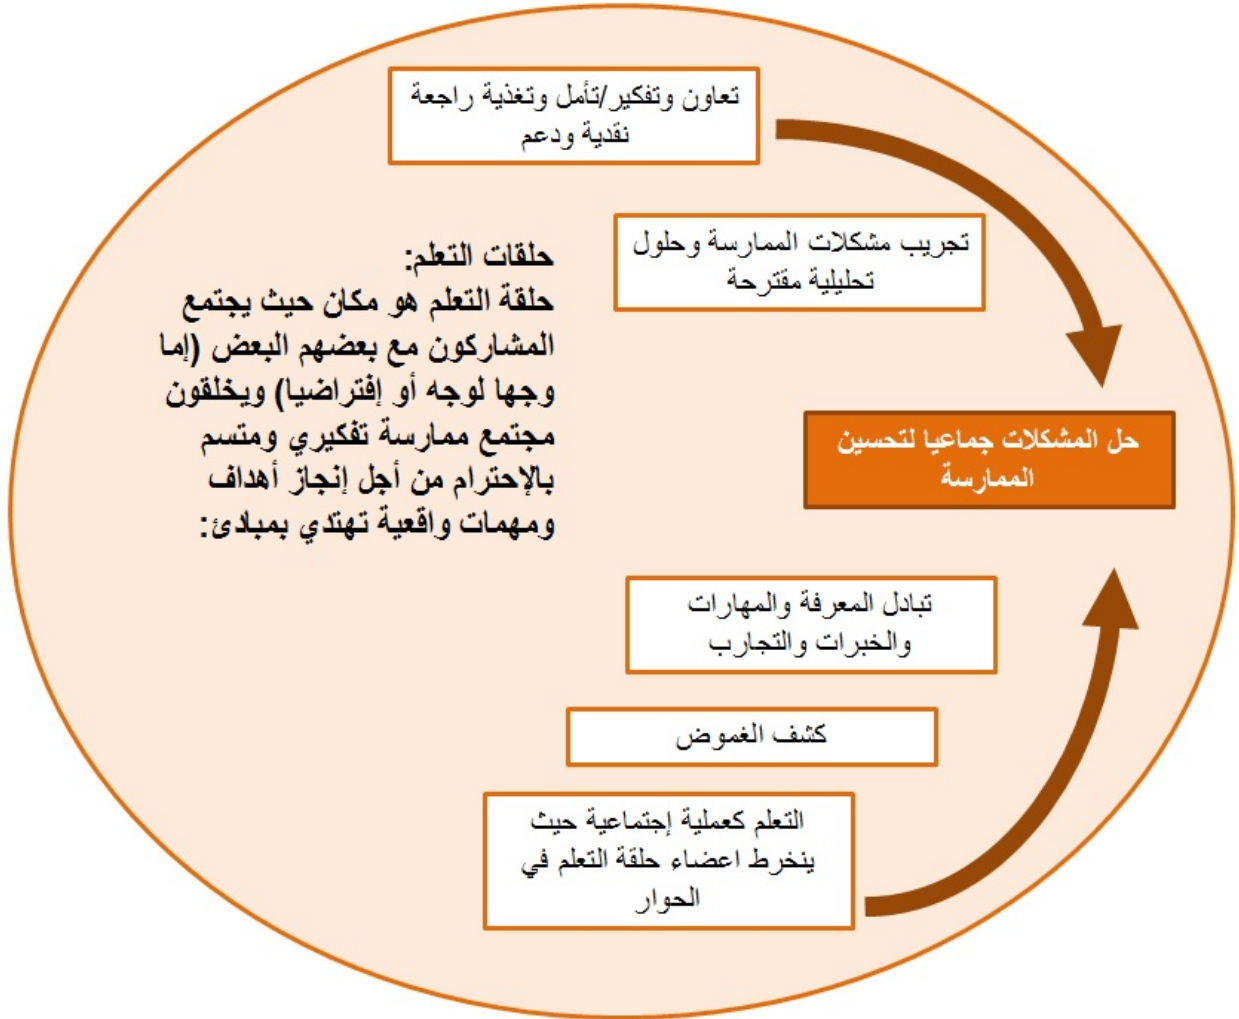 تعاون وتفكير/تأمل وتغذية راجعة
نقدية ودعم
تجريب مشكلات الممارسة وحلول
تحليلية مقترحة
حلقات التعلم:
حلقة التعلم هو مكان حيث يجتمع
المشاركون مع بعضهم البعض (إما
وجها لوجه أو إفتراضيا) ويخلقون
مجتمع ممارسة تفكيري ومتسم
بالإحترام من أجل إنجاز أهداف
ومهمات واقعية تهتدي بمبادئ:
حل المشكلات جماعيا لتحسين
الممارسة
تبادل المعرفة والمهارات
والخبرات والتجارب
كشف الغموض
التعلم كعملية إجتماعية حيث
ينخرط اعضاء حلقة التعلم في
الحوار